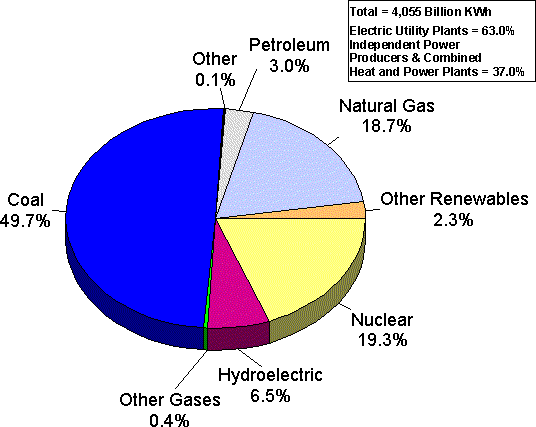 Total = 4,055 Billion KWh
Electric Utility Plants = 63.0%
Independent Power
Producers & Combined
Heat and Power Plants = 37.0%
Petroleum
3.0%
Other
0.1%
Natural Gas
18.7%
Coal
49.7%
Other Renewables
2.3%
Nuclear
19.3%
Hydroelectric
6.5%
Other Gases
0.4%